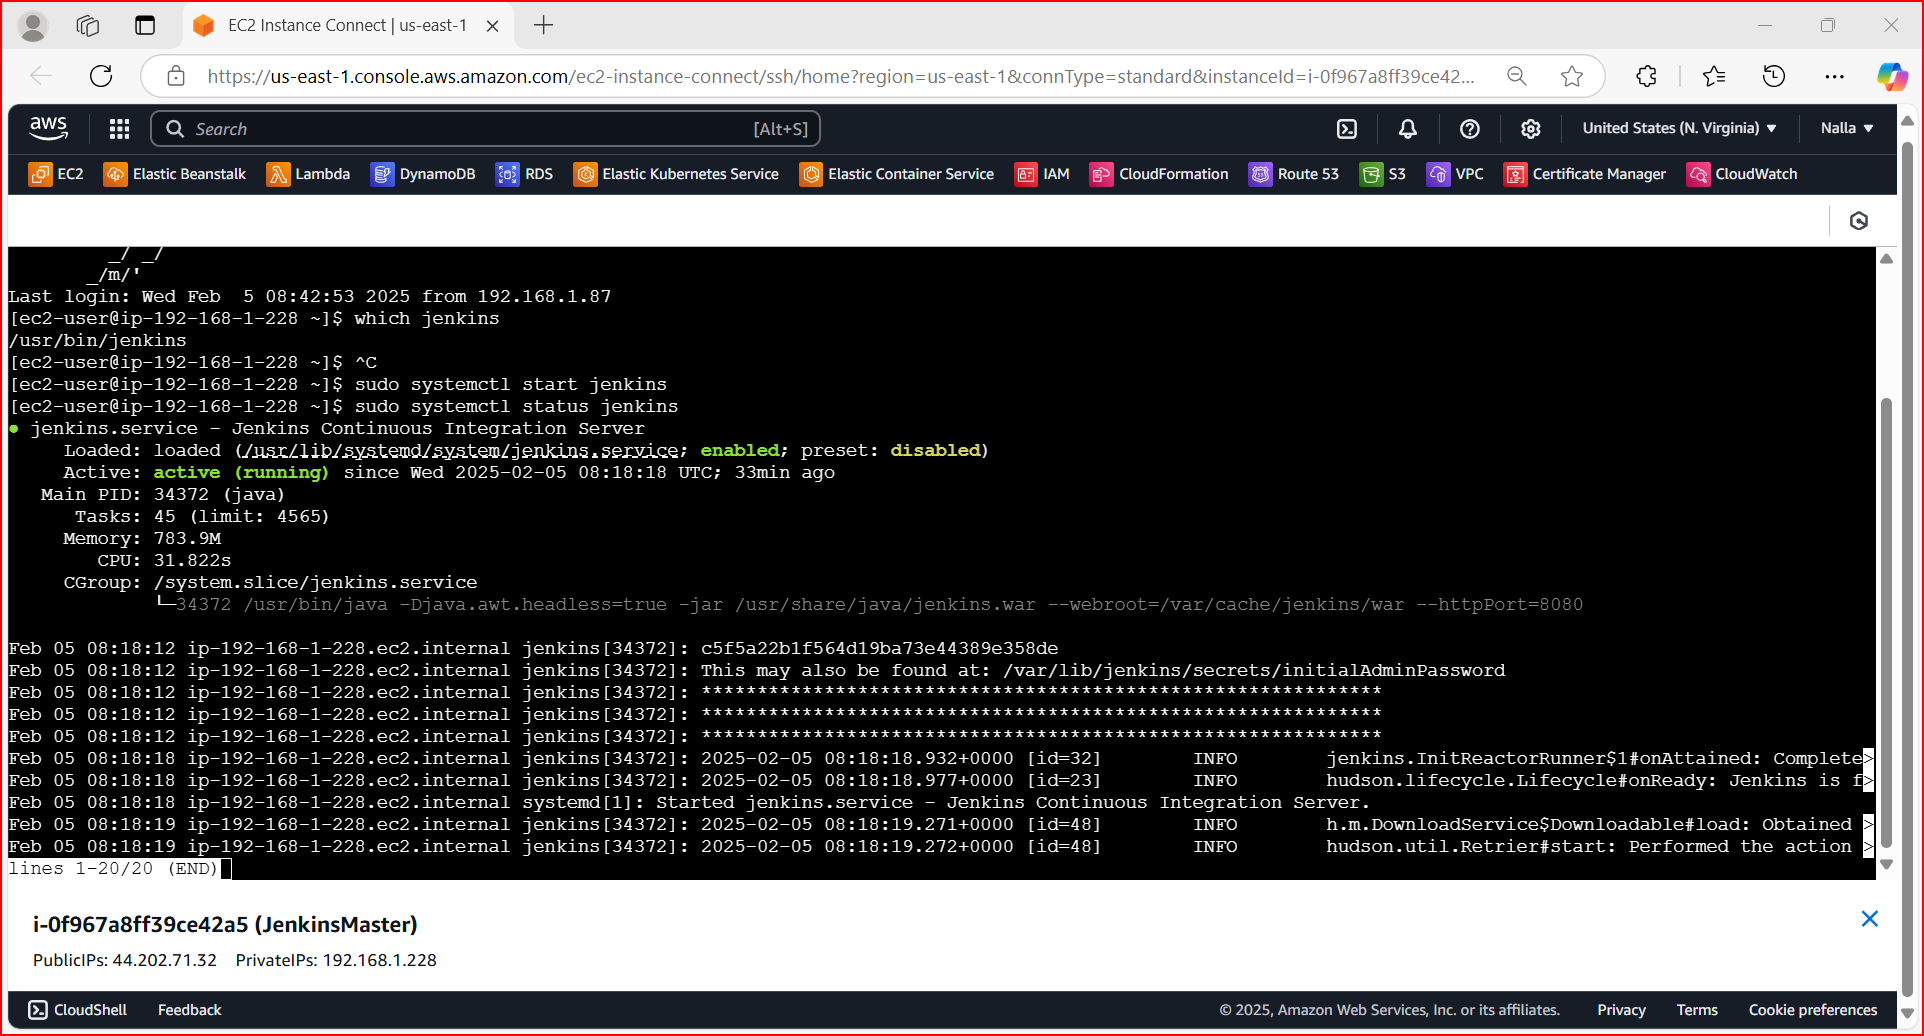 EC2 Instance Connect | us-east-1
https://us-east-1.console.aws.amazon.com/ec2-instance-connect/ssh/home?region=us-east-1&connType=standard&instanceId=i-0f967a8ff39ce42...
aws Search [Alt+S] United States (N. Virginia) Nalla
EC2 Elastic Beanstalk Lambda DynamoDB RDS Elastic Kubernetes Service Elastic Container Service IAM CloudFormation Route 53 S3 VPC Certificate Manager CloudWatch
_/ _/
_/m/'
Last login: Wed Feb  5 08:42:53 2025 from 192.168.1.87
[ec2-user@ip-192-168-1-228 ~]$ which jenkins
/usr/bin/jenkins
[ec2-user@ip-192-168-1-228 ~]$ ^C
[ec2-user@ip-192-168-1-228 ~]$ sudo systemctl start jenkins
[ec2-user@ip-192-168-1-228 ~]$ sudo systemctl status jenkins
● jenkins.service - Jenkins Continuous Integration Server
Loaded: loaded (/usr/lib/systemd/system/jenkins.service; enabled; preset: disabled)
Active: active (running) since Wed 2025-02-05 08:18:18 UTC; 33min ago
Main PID: 34372 (java)
Tasks: 45 (limit: 4565)
Memory: 783.9M
CPU: 31.822s
CGroup: /system.slice/jenkins.service
└─34372 /usr/bin/java -Djava.awt.headless=true -jar /usr/share/java/jenkins.war --webroot=/var/cache/jenkins/war --httpPort=8080
Feb 05 08:18:12 ip-192-168-1-228.ec2.internal jenkins[34372]: c5f5a22b1f564d19ba73e44389e358de
Feb 05 08:18:12 ip-192-168-1-228.ec2.internal jenkins[34372]: This may also be found at: /var/lib/jenkins/secrets/initialAdminPassword
Feb 05 08:18:12 ip-192-168-1-228.ec2.internal jenkins[34372]: *************************************************************
Feb 05 08:18:12 ip-192-168-1-228.ec2.internal jenkins[34372]: *************************************************************
Feb 05 08:18:12 ip-192-168-1-228.ec2.internal jenkins[34372]: *************************************************************
Feb 05 08:18:18 ip-192-168-1-228.ec2.internal jenkins[34372]: 2025-02-05 08:18:18.932+0000 [id=32] INFO jenkins.InitReactorRunner$1#onAttained: Complete>
Feb 05 08:18:18 ip-192-168-1-228.ec2.internal jenkins[34372]: 2025-02-05 08:18:18.977+0000 [id=23] INFO hudson.lifecycle.Lifecycle#onReady: Jenkins is f>
Feb 05 08:18:18 ip-192-168-1-228.ec2.internal systemd[1]: Started jenkins.service - Jenkins Continuous Integration Server.
Feb 05 08:18:19 ip-192-168-1-228.ec2.internal jenkins[34372]: 2025-02-05 08:18:19.271+0000 [id=48] INFO h.m.DownloadService$Downloadable#load: Obtained >
Feb 05 08:18:19 ip-192-168-1-228.ec2.internal jenkins[34372]: 2025-02-05 08:18:19.272+0000 [id=48] INFO hudson.util.Retrier#start: Performed the action >
lines 1-20/20 (END)
i-0f967a8ff39ce42a5 (JenkinsMaster)
PublicIPs: 44.202.71.32 PrivateIPs: 192.168.1.228
CloudShell Feedback © 2025, Amazon Web Services, Inc. or its affiliates. Privacy Terms Cookie preferences